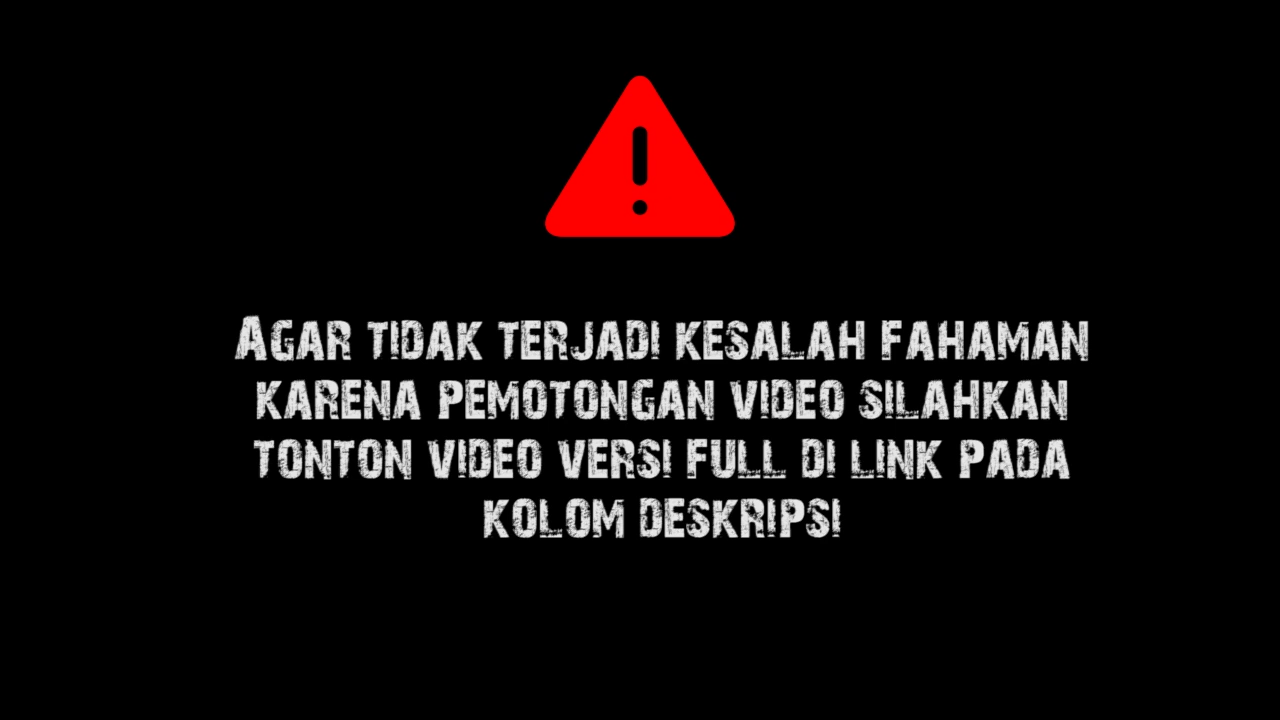 Agar tidak terjadi kesalah fahaman
karena pemotongan video silahkan
tonton video versi full di link pada
kolom deskripsi